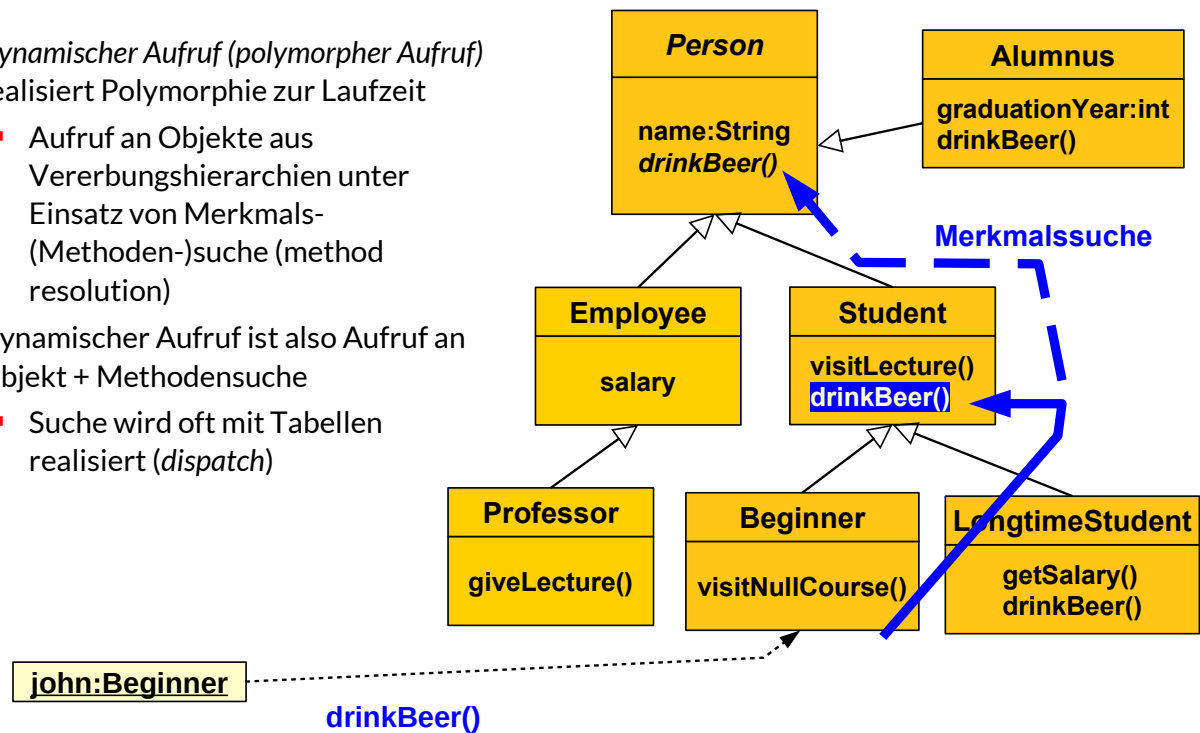 ynamischer Aufruf (polymorpher Aufruf)
ealisiert Polymorphie zur Laufzeit
Aufruf an Objekte aus
Vererbungshierarchien unter
Einsatz von Merkmals-
(Methoden-)suche (method
resolution)
ynamischer Aufruf ist also Aufruf an
bjekt + Methodensuche
Suche wird oft mit Tabellen
realisiert (dispatch)
Person
name:String
drinkBeer()
Alumnus
graduationYear:int
drinkBeer()
Merkmalssuche
Employee
salary
Student
visitLecture()
drinkBeer()
Professor
giveLecture()
Beginner
visitNullCourse()
LongtimeStudent
getSalary()
drinkBeer()
john:Beginner
drinkBeer()